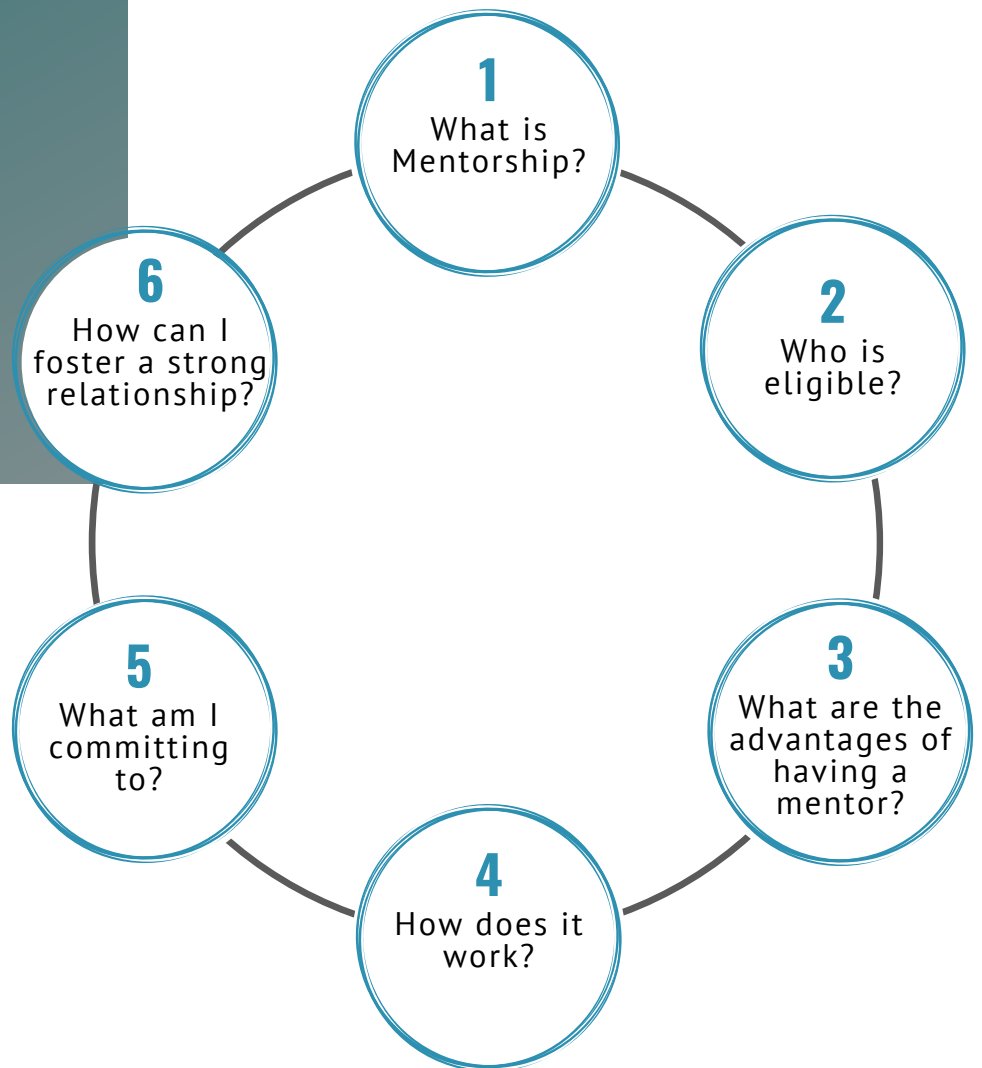 1
What is
Mentorship?
2
Who is
eligible?
3
What are the
advantages of
having a
mentor?
4
How does it
work?
5
What am I
committing
to?
6
How can I
foster a strong
relationship?